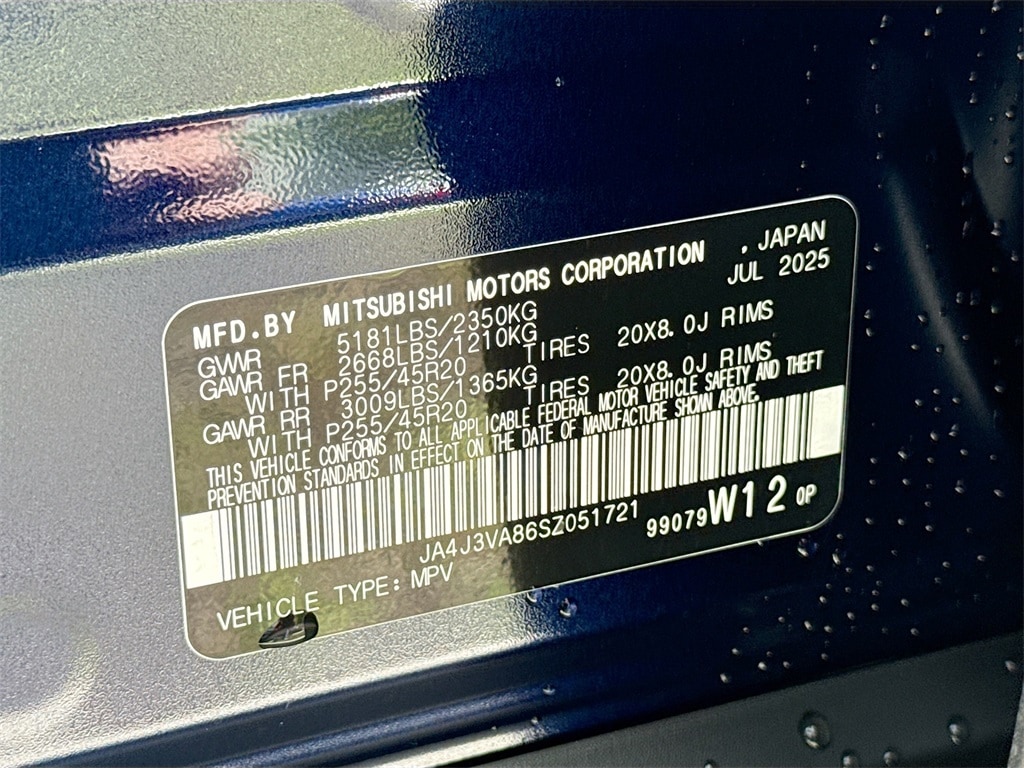 MFD.BY MITSUBISHI MOTORS CORPORATION , JAPAN
JUL 2025
GVWR 5181LBS/2350KG
GAWR FR 2668LBS/1210KG
WITH P255/45R20 TIRES 20X8.0J RIMS
GAWR RR 3009LBS/1365KG
WITH P255/45R20 TIRES 20X8.0J RIMS
THIS VEHICLE CONFORMS TO ALL APPLICABLE FEDERAL MOTOR VEHICLE SAFETY AND THEFT
PREVENTION STANDARDS IN EFFECT ON THE DATE OF MANUFACTURE SHOWN ABOVE.
JA4J3VA86SZ051721 99079W12 0P
VEHICLE TYPE: MPV